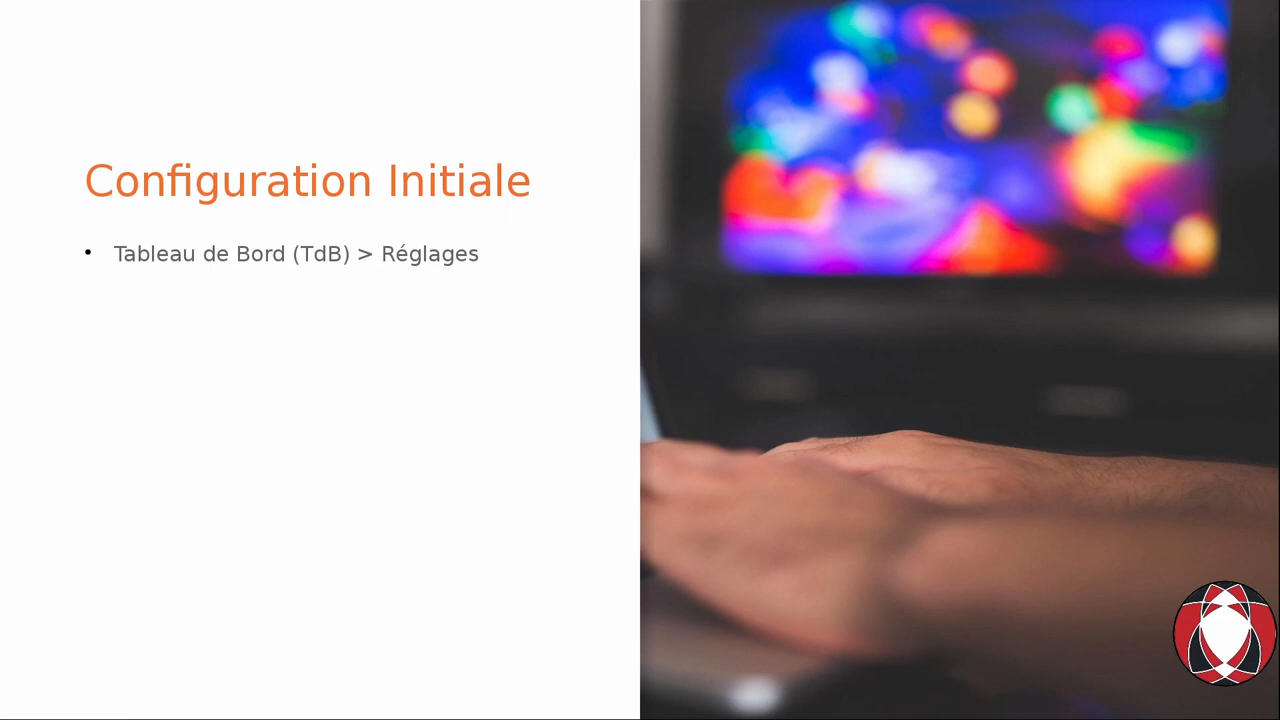 Configuration Initiale
• Tableau de Bord (TdB) > Réglages